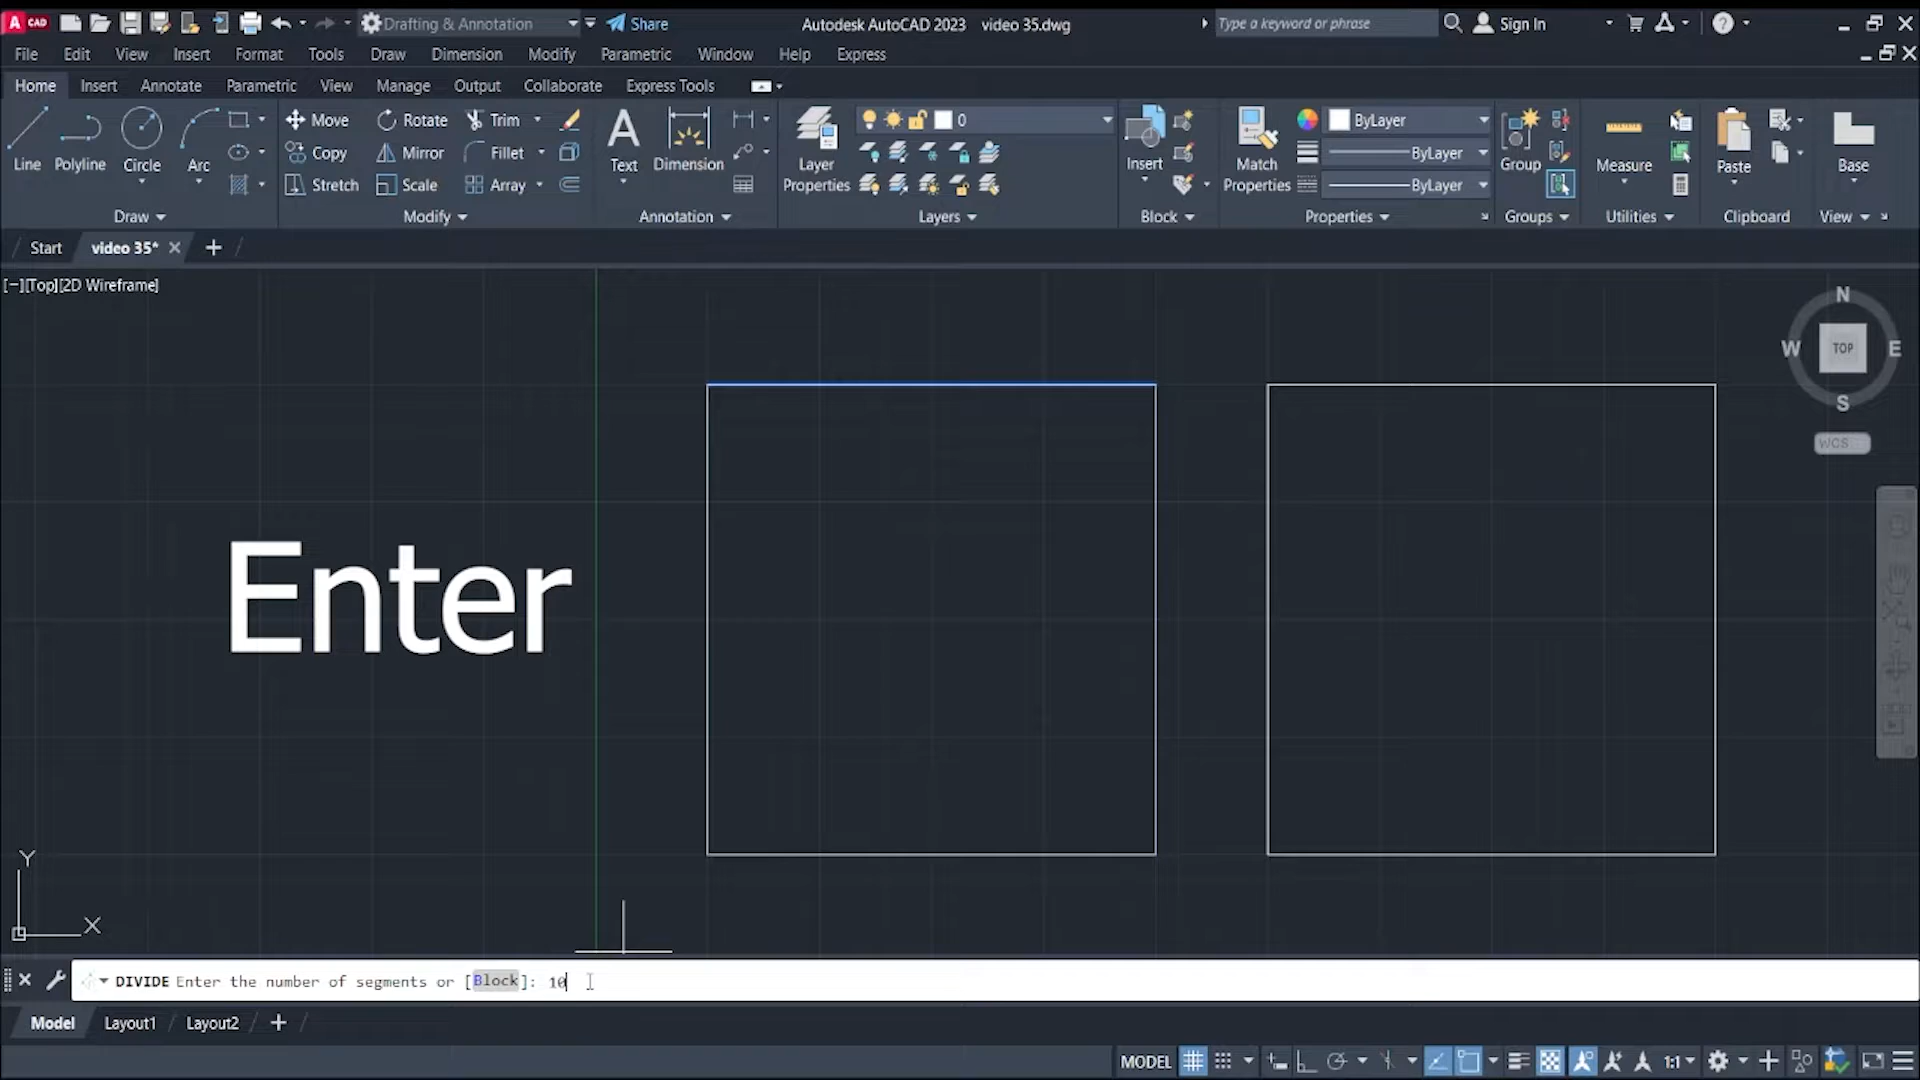 A CAD Drafting & Annotation Share Autodesk AutoCAD 2023 video 35.dwg Type a keyword or phrase Sign In
File Edit View Insert Format Tools Draw Dimension Modify Parametric Window Help Express
Home Insert Annotate Parametric View Manage Output Collaborate Express Tools
Line Polyline Circle Arc
Move Rotate Trim
Copy Mirror Fillet
Stretch Scale Array
Text Dimension
Layer Properties
0
Insert
Match Properties
ByLayer
ByLayer
ByLayer
Group
Measure
Paste
Base
Draw Modify Annotation Layers Block Properties Groups Utilities Clipboard View
Start video 35* +
[−][Top][2D Wireframe]
N
W TOP E
S
WCS
Enter
Y
X
DIVIDE Enter the number of segments or [Block]: 10
Model Layout1 Layout2 +
MODEL 1:1